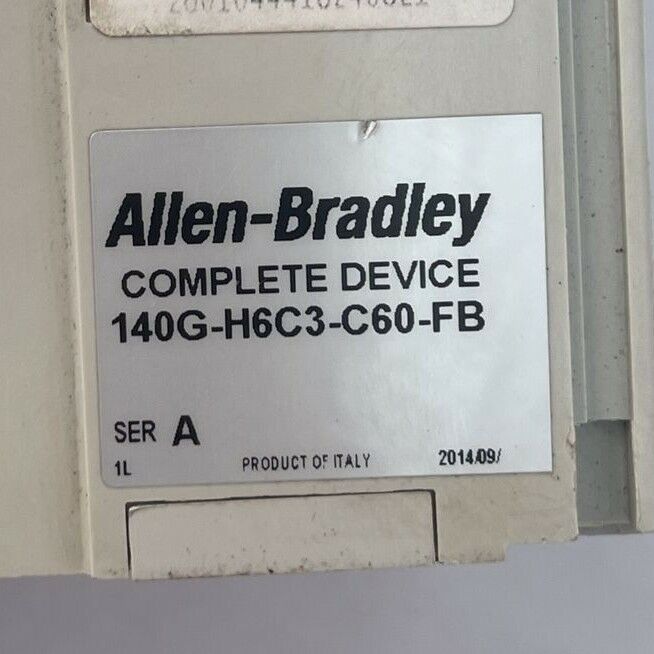 Allen-Bradley
COMPLETE DEVICE
140G-H6C3-C60-FB
SER A
1L PRODUCT OF ITALY 2014/09/